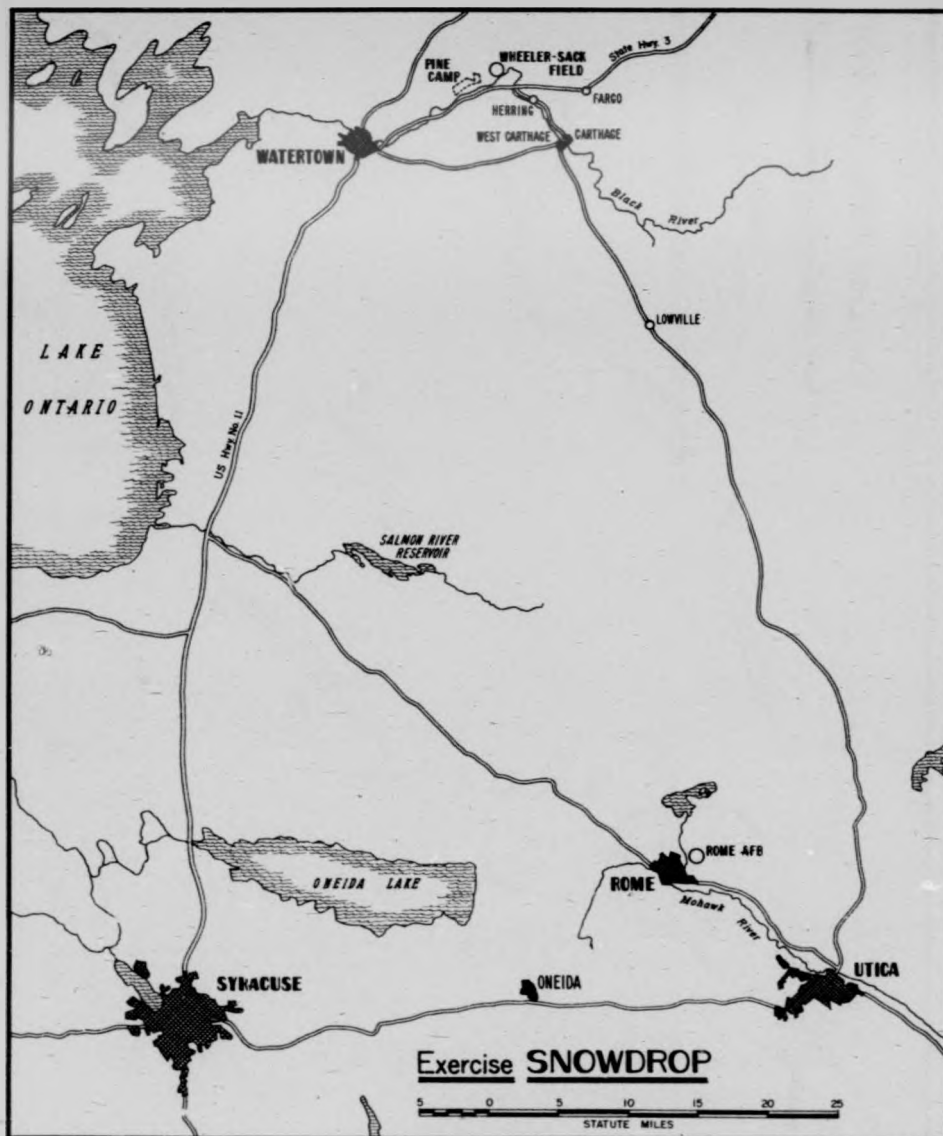 State Hwy. 3
WHEELER-SACK
FIELD
PINE
CAMP
FARGO
HERRING
WEST CARTHAGE
CARTHAGE
WATERTOWN
Black River
LOWVILLE
LAKE
ONTARIO
US Hwy. No 11
SALMON RIVER
RESERVOIR
ROME AFB
ROME
ONEIDA LAKE
Mohawk River
UTICA
SYRACUSE
ONEIDA
Exercise SNOWDROP
5 0 5 10 15 20 25
STATUTE MILES